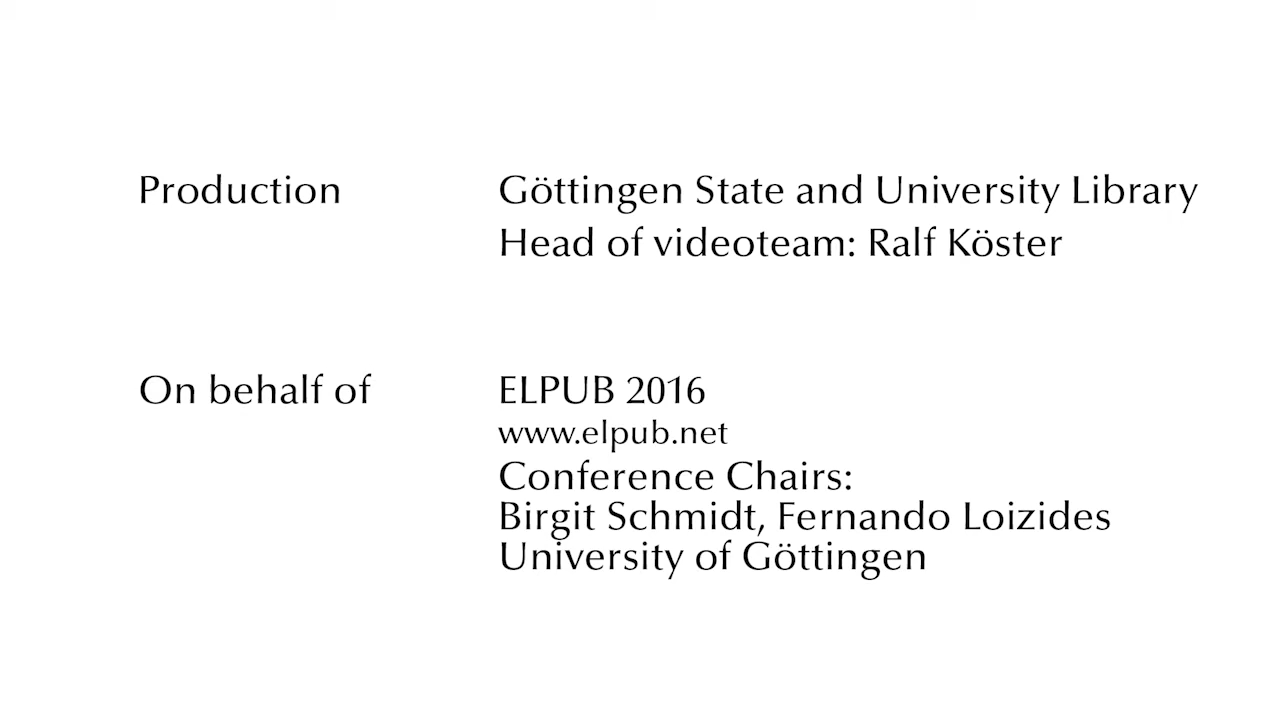 Production
Göttingen State and University Library
Head of videoteam: Ralf Köster
On behalf of
ELPUB 2016
www.elpub.net
Conference Chairs:
Birgit Schmidt, Fernando Loizides
University of Göttingen